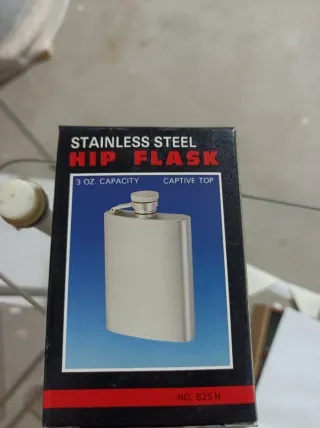 STAINLESS STEEL
HIP FLASK
3 OZ. CAPACITY CAPTIVE TOP
NO. 825 H